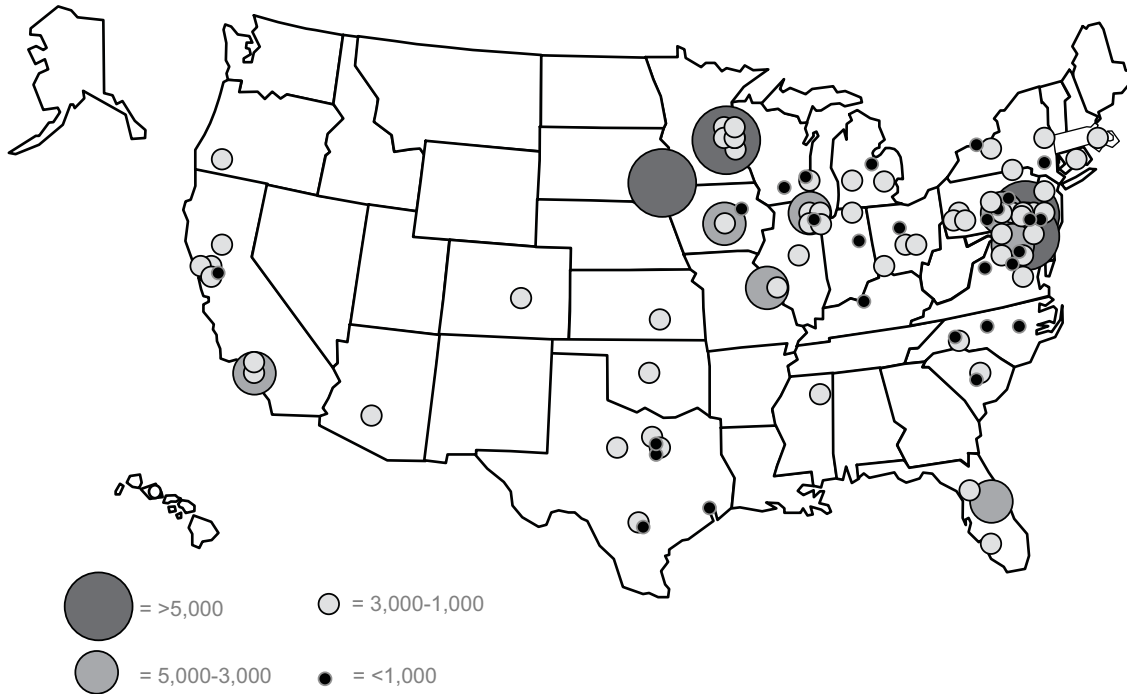 = >5,000
= 3,000-1,000
= 5,000-3,000
= <1,000